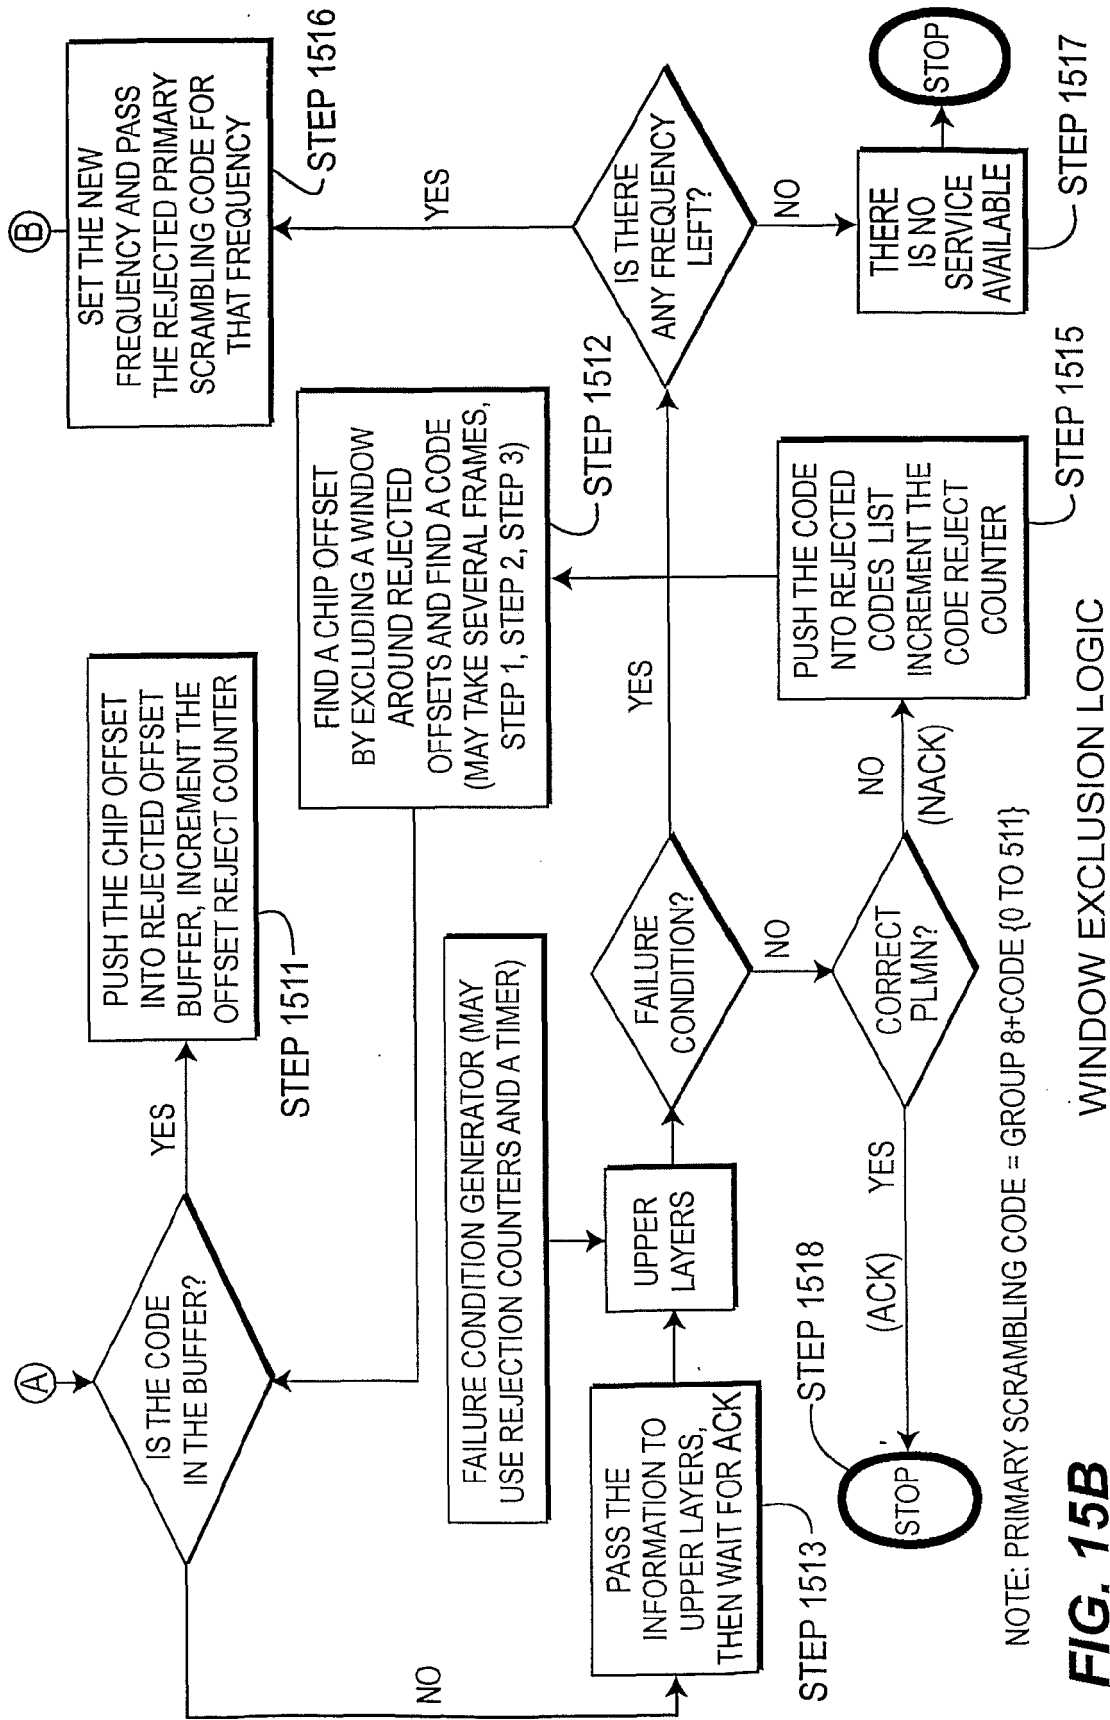 A
IS THE CODE
IN THE BUFFER?
YES
NO
PUSH THE CHIP OFFSET
INTO REJECTED OFFSET
BUFFER, INCREMENT THE
OFFSET REJECT COUNTER
STEP 1511
B
SET THE NEW
FREQUENCY AND PASS
THE REJECTED PRIMARY
SCRAMBLING CODE FOR
THAT FREQUENCY
STEP 1516
FIND A CHIP OFFSET
BY EXCLUDING A WINDOW
AROUND REJECTED
OFFSETS AND FIND A CODE
(MAY TAKE SEVERAL FRAMES,
STEP 1, STEP 2, STEP 3)
STEP 1512
FAILURE CONDITION GENERATOR (MAY
USE REJECTION COUNTERS AND A TIMER)
PASS THE
INFORMATION TO
UPPER LAYERS,
THEN WAIT FOR ACK
STEP 1513
UPPER
LAYERS
FAILURE
CONDITION?
YES
NO
IS THERE
ANY FREQUENCY
LEFT?
YES
NO
CORRECT
PLMN?
YES
(ACK)
NO
(NACK)
PUSH THE CODE
NTO REJECTED
CODES LIST
INCREMENT THE
CODE REJECT
COUNTER
STEP 1515
THERE
IS NO
SERVICE
AVAILABLE
STEP 1517
STOP
STEP 1518
STOP
NOTE: PRIMARY SCRAMBLING CODE = GROUP 8+CODE {0 TO 511}
WINDOW EXCLUSION LOGIC
FIG. 15B